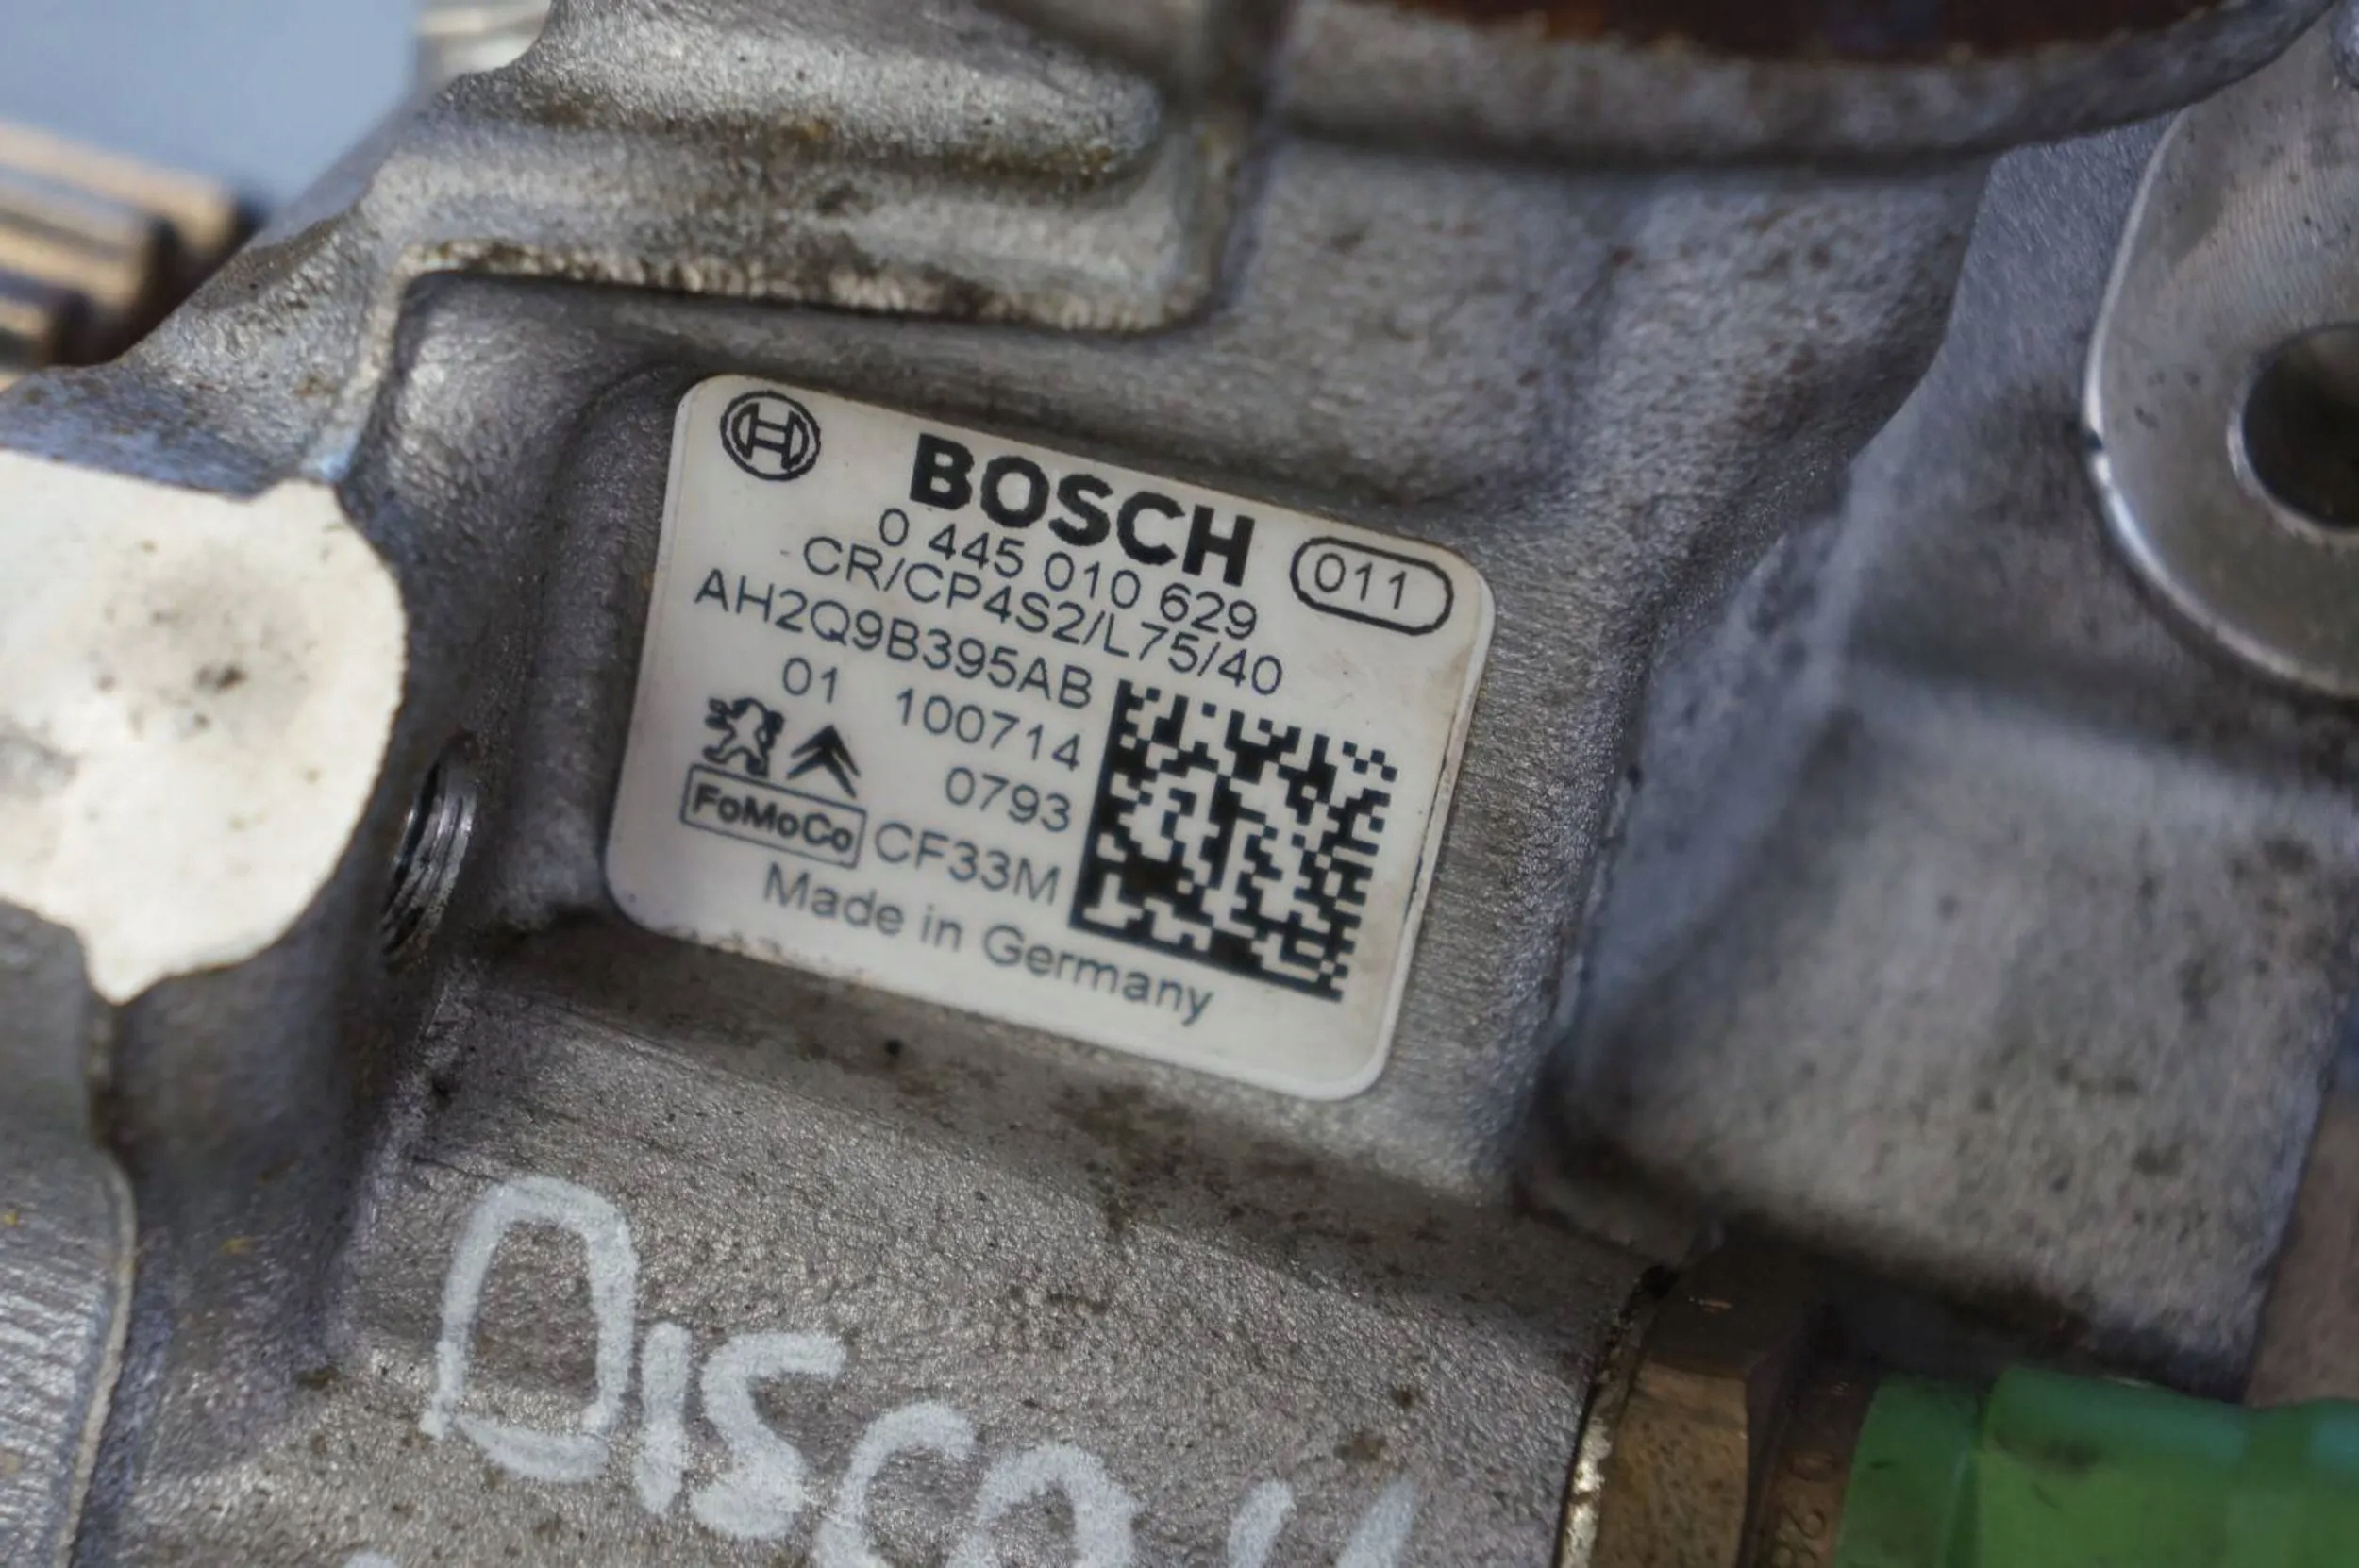 BOSCH
0 445 010 629
011
CR/CP4S2/L75/40
AH2Q9B395AB
01 100714
0793
FoMoCo CF33M
Made in Germany
DISCO